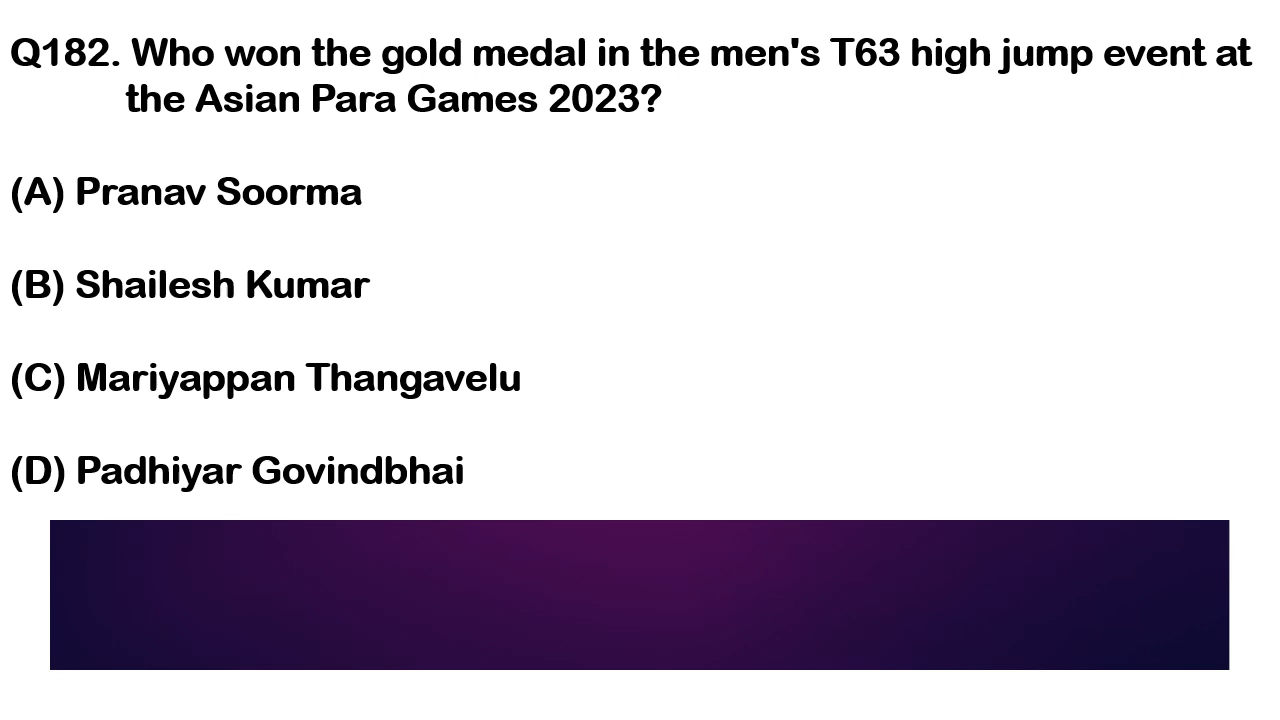 Q182. Who won the gold medal in the men's T63 high jump event at
the Asian Para Games 2023?
(A) Pranav Soorma
(B) Shailesh Kumar
(C) Mariyappan Thangavelu
(D) Padhiyar Govindbhai